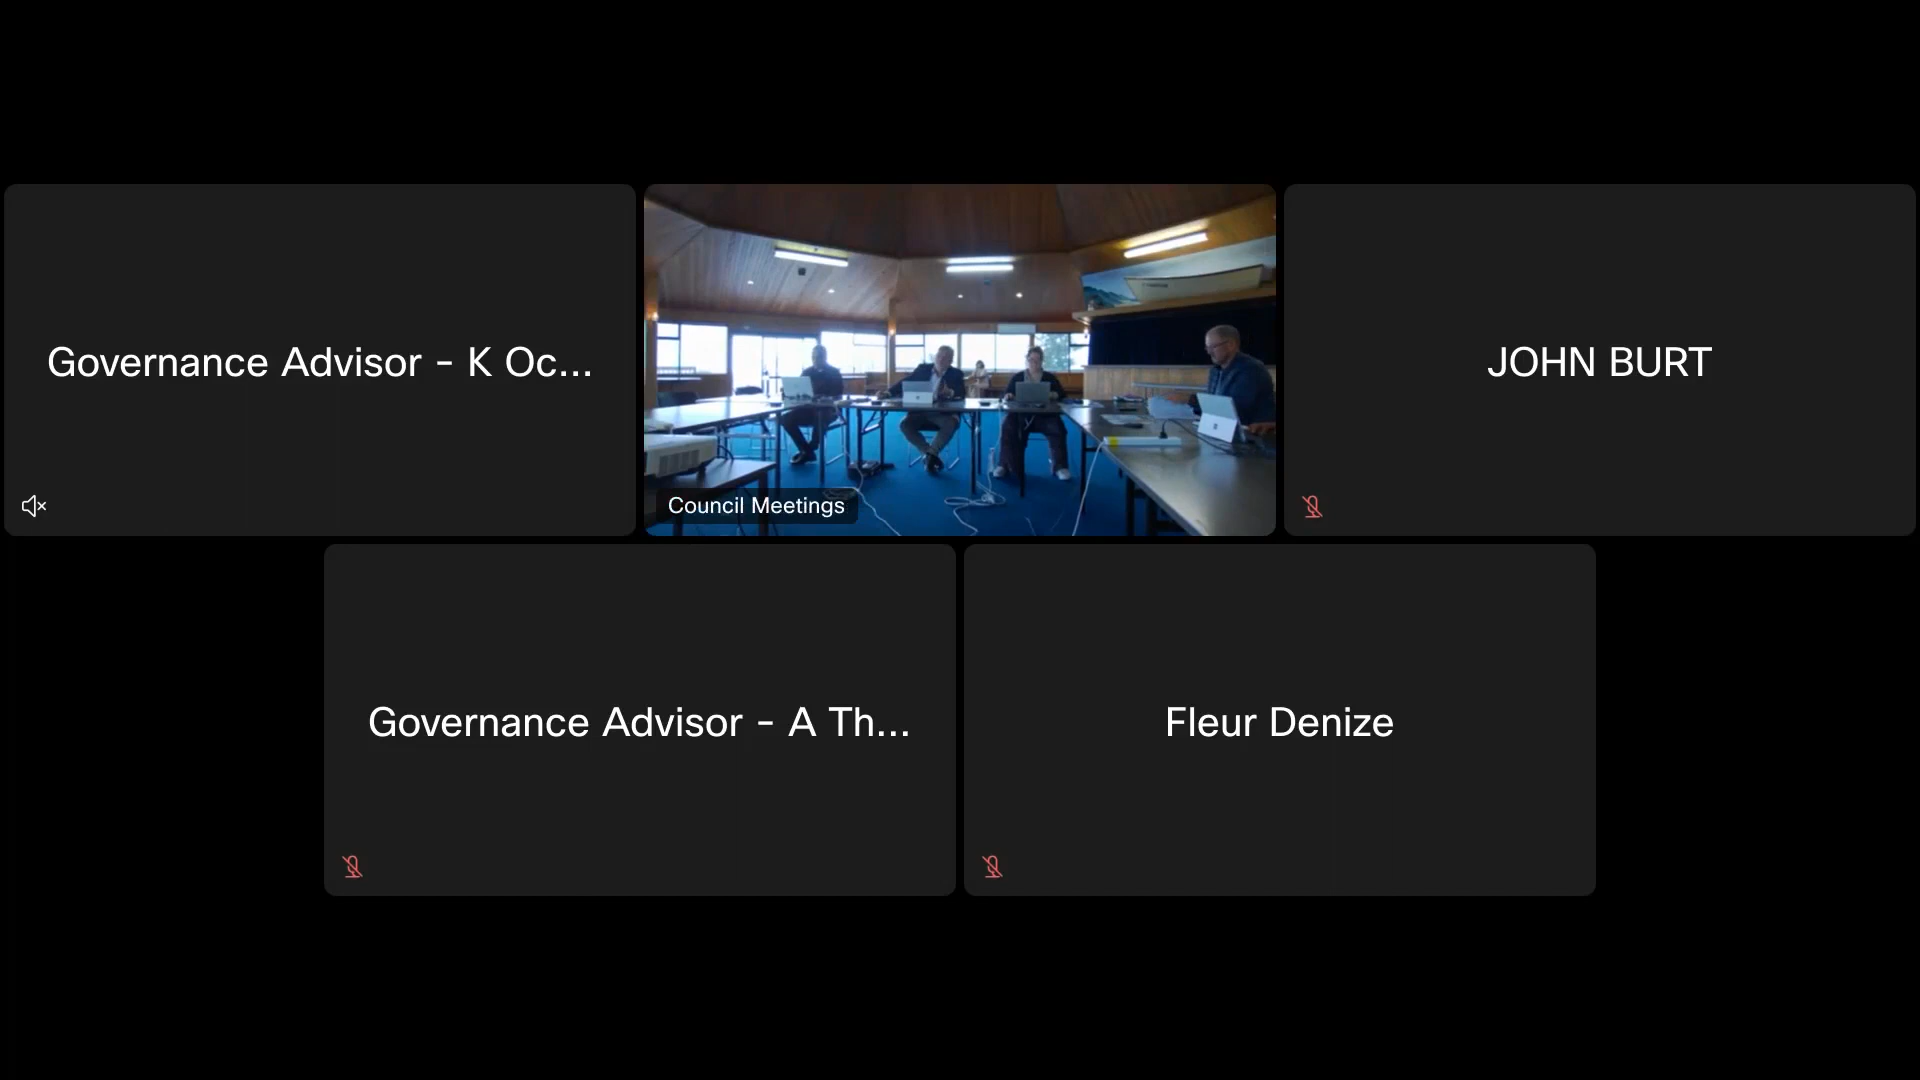 Governance Advisor - K Oc...
Council Meetings
JOHN BURT
Governance Advisor - A Th...
Fleur Denize